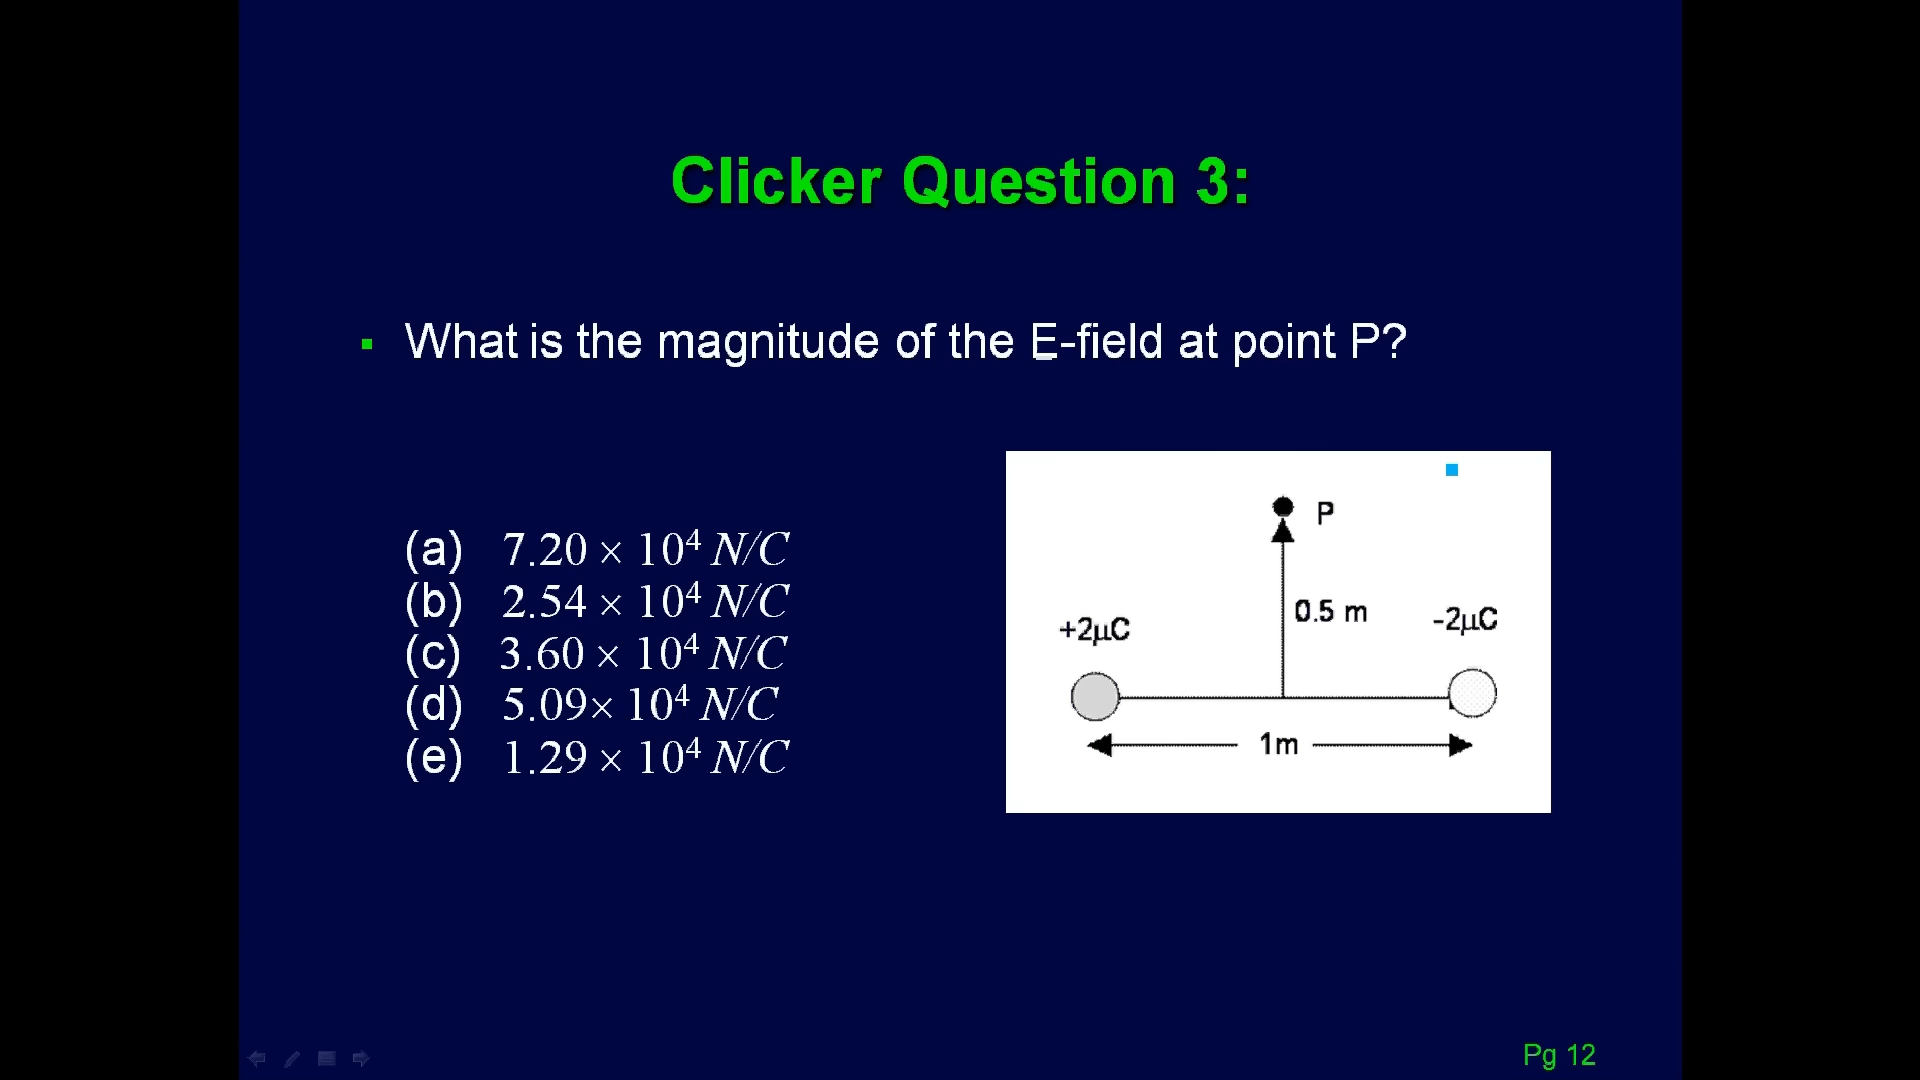 Clicker Question 3:
What is the magnitude of the E-field at point P?
(a) 7.20 × 10⁴ N/C
(b) 2.54 × 10⁴ N/C
(c) 3.60 × 10⁴ N/C
(d) 5.09× 10⁴ N/C
(e) 1.29 × 10⁴ N/C
P
0.5 m
+2µC
-2µC
1m
Pg 12